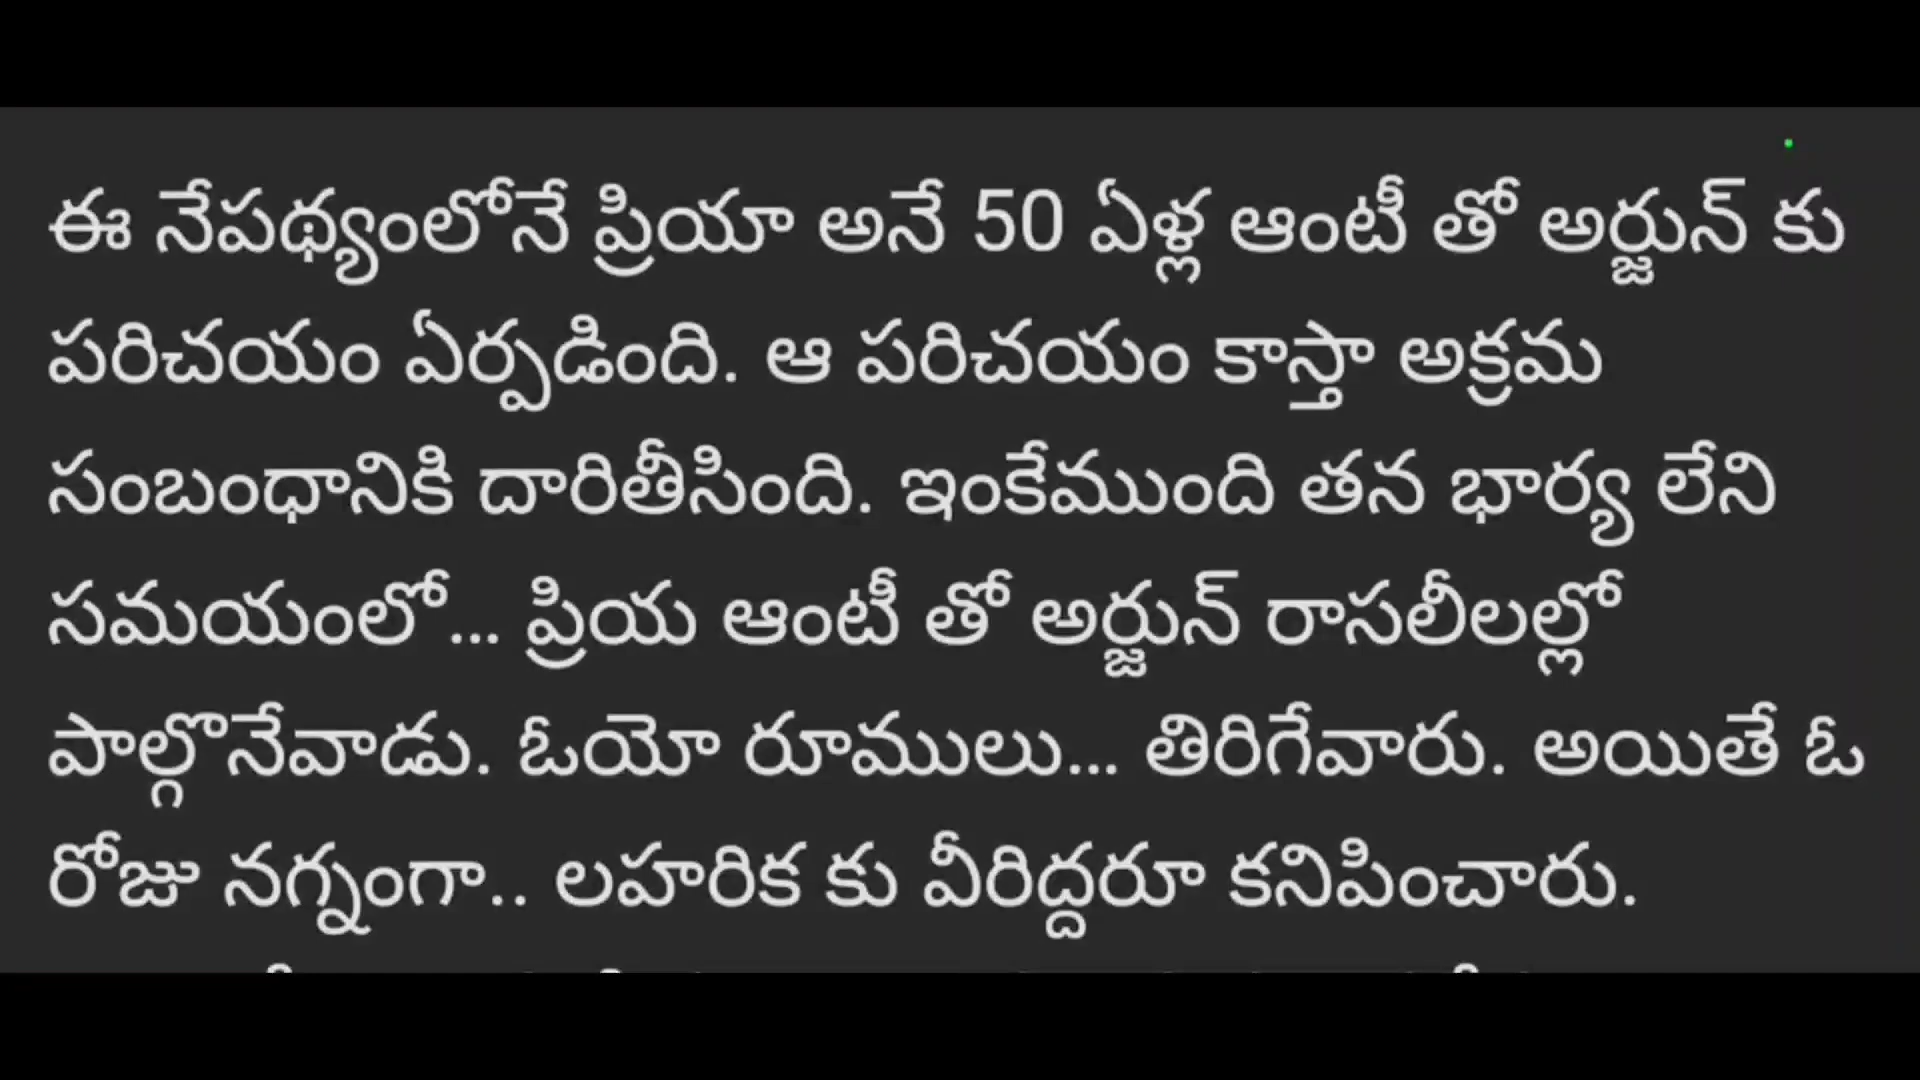 ఈ నేపథ్యంలోనే ప్రియా అనే 50 ఏళ్ల ఆంటీ తో అర్జున్ కు
పరిచయం ఏర్పడింది. ఆ పరిచయం కాస్తా అక్రమ
సంబంధానికి దారితీసింది. ఇంకేముంది తన భార్య లేని
సమయంలో... ప్రియ ఆంటీ తో అర్జున్ రాసలీలల్లో
పాల్గొనేవాడు. ఓయో రూములు... తిరిగేవారు. అయితే ఓ
రోజు నగ్నంగా.. లహరిక కు వీరిద్దరూ కనిపించారు.